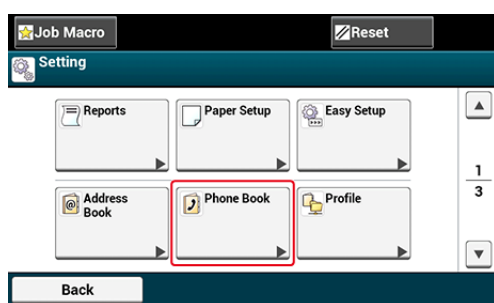 Job Macro
Reset
Setting
Reports
Paper Setup
Easy Setup
1
3
Address
Book
Phone Book
Profile
Back